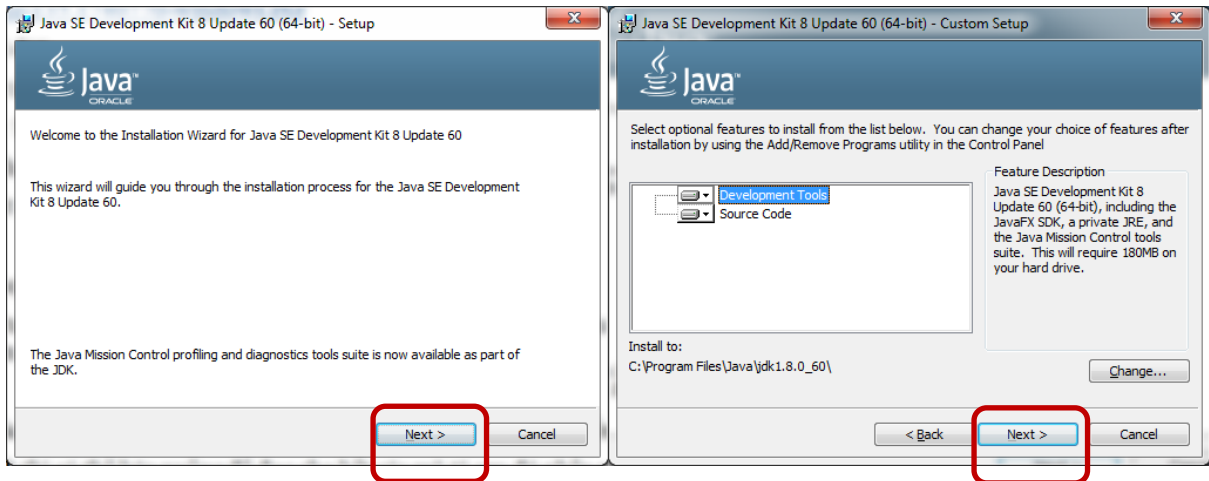 Java SE Development Kit 8 Update 60 (64-bit) - Setup
Java™
ORACLE
Welcome to the Installation Wizard for Java SE Development Kit 8 Update 60
This wizard will guide you through the installation process for the Java SE Development
Kit 8 Update 60.
The Java Mission Control profiling and diagnostics tools suite is now available as part of
the JDK.
Next >
Cancel
Java SE Development Kit 8 Update 60 (64-bit) - Custom Setup
Java™
ORACLE
Select optional features to install from the list below. You can change your choice of features after
installation by using the Add/Remove Programs utility in the Control Panel
Development Tools
Source Code
Feature Description
Java SE Development Kit 8
Update 60 (64-bit), including the
JavaFX SDK, a private JRE, and
the Java Mission Control tools
suite. This will require 180MB on
your hard drive.
Install to:
C:\Program Files\Java\jdk1.8.0_60\
Change...
< Back
Next >
Cancel